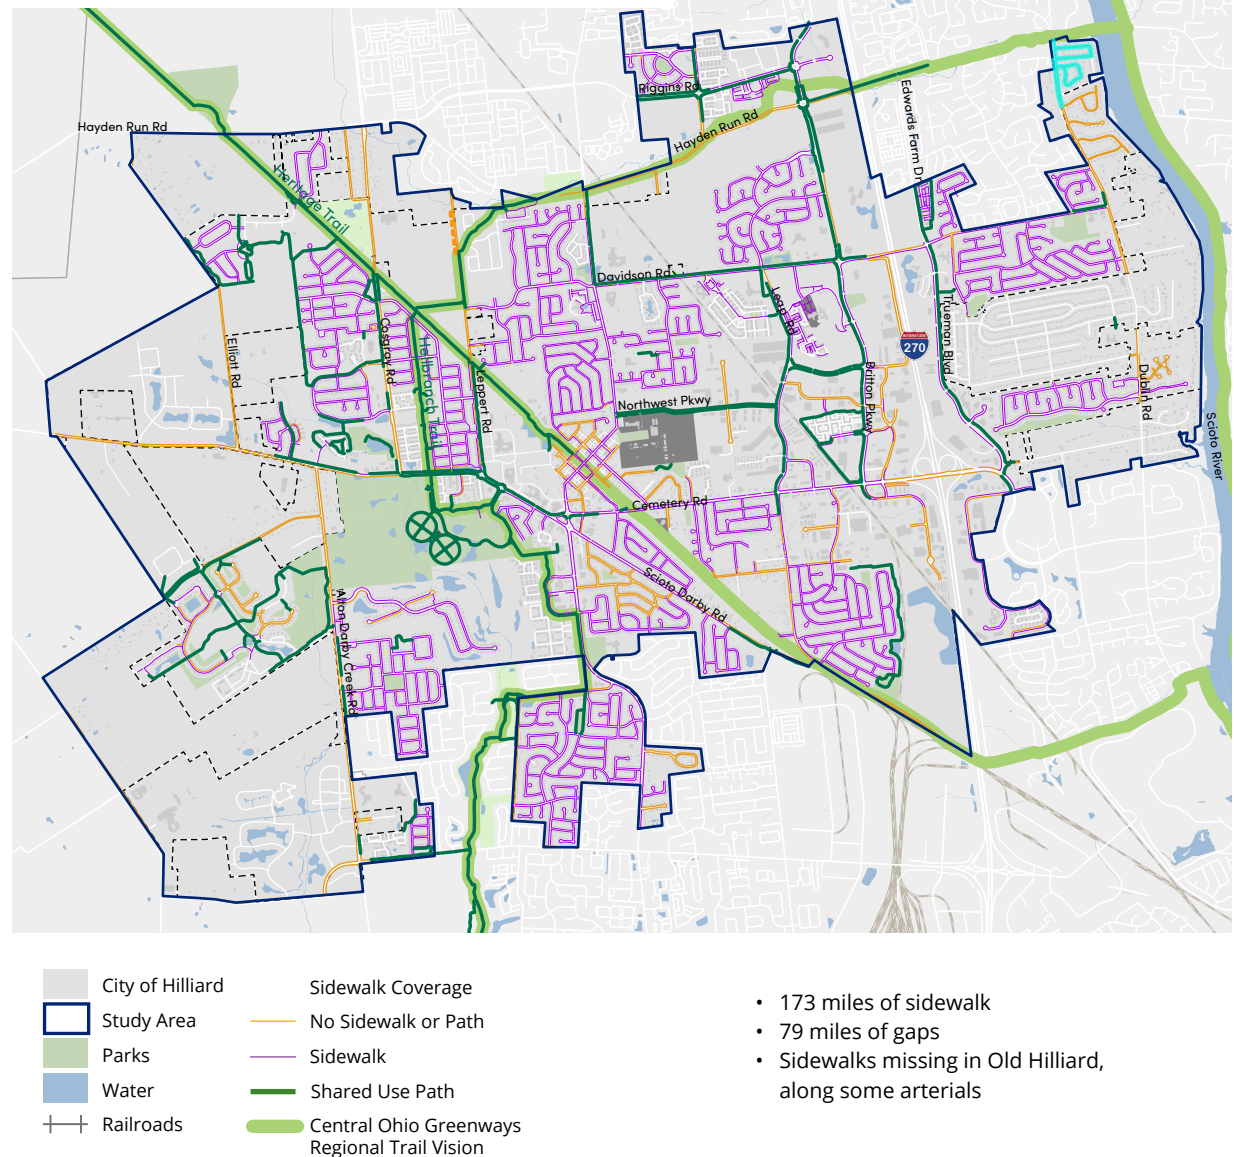 Hayden Run Rd
Riggins Rd
Hayden Run Rd
Edwards Farm Dr
Heritage Trail
Davidson Rd
Leap Rd
Trueman Blvd
INTERSTATE
270
Elliott Rd
Cosgray Rd
Hellbranch Trail
Leppert Rd
Britton Pkwy
Dublin Rd
Northwest Pkwy
Scioto River
Cemetery Rd
Scioto Darby Rd
Alton Darby Creek Rd
City of Hilliard
Study Area
Parks
Water
Railroads
Sidewalk Coverage
No Sidewalk or Path
Sidewalk
Shared Use Path
Central Ohio Greenways
Regional Trail Vision
• 173 miles of sidewalk
• 79 miles of gaps
• Sidewalks missing in Old Hilliard,
along some arterials